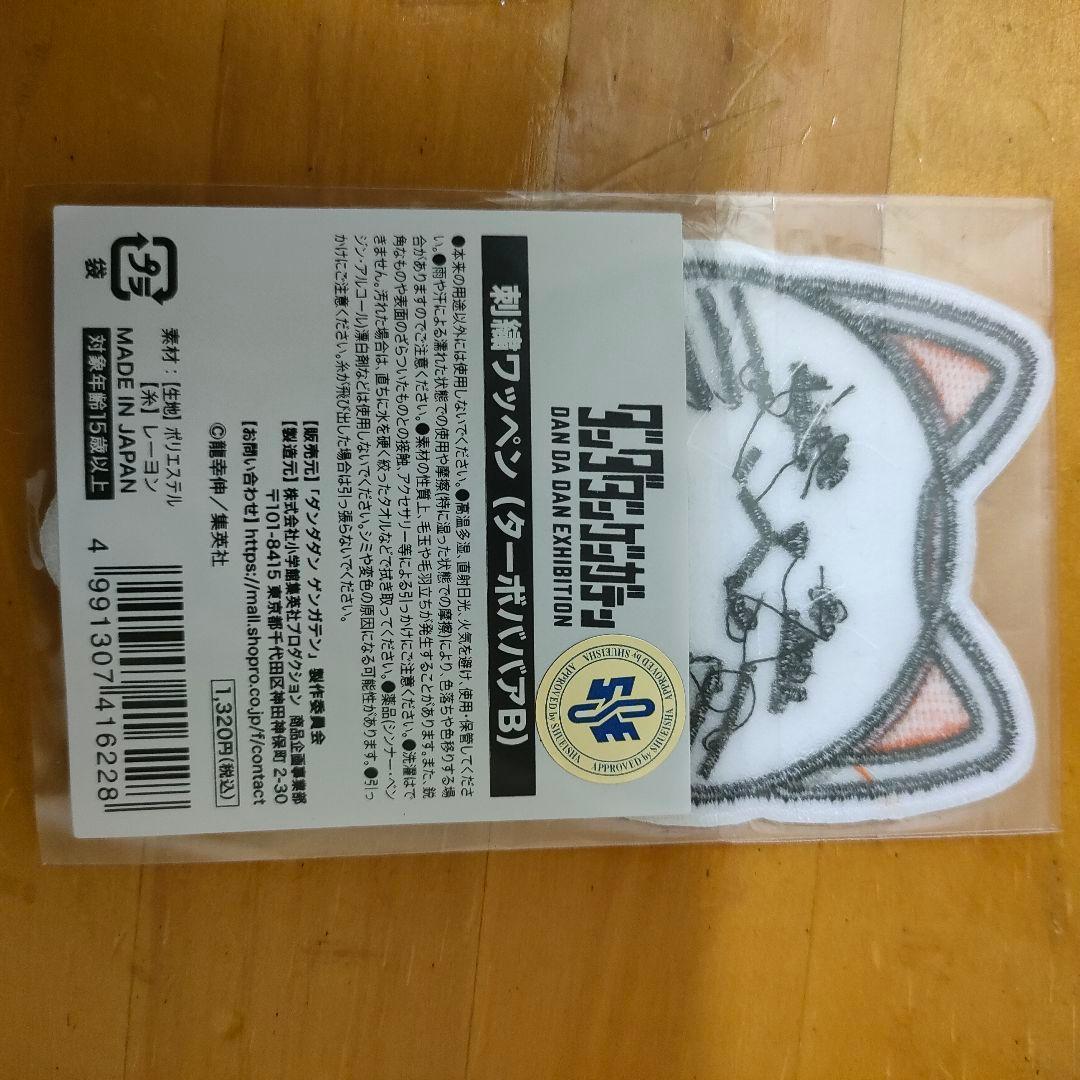 ダンダダンゲンガテン
DAN DA DAN EXHIBITION
APPROVED by SHUEISHA APPROVED by SHUEISHA APPROVED by SHUEISHA
刺繍ワッペン(ターボババアB)
●本来の用途以外には使用しないでください。●高温多湿、直射日光、火気を避け、使用・保管してくださ
い。●雨や汗による濡れた状態での使用や摩擦(特に湿った状態での摩擦)により、色落ちや色移りする場
合がありますのでご注意ください。●素材の性質上、毛玉や毛羽立ちが発生することがあります。また、鋭
角なものや表面のざらついたものとの接触、アクセサリー等による引っかけにご注意ください。●洗濯はで
きません。汚れた場合は、直ちに水を硬く絞ったタオルなどで拭き取ってください。●薬品(シンナー・ベン
ジン・アルコール)漂白剤などは使用しないでください。シミや変色の原因になる可能性があります。●引っ
かけにご注意ください。糸が飛び出した場合は引っ張らないでください。
【販売元】「ダンダダン ゲンガテン」製作委員会
【製造元】株式会社小学館集英社プロダクション 商品企画事業部
〒101-8415 東京都千代田区神田神保町 2-30
【お問い合わせ】https://mall.shopro.co.jp/f/contact
©龍幸伸/集英社
1,320円(税込)
素材:【生地】ポリエステル
【糸】レーヨン
MADE IN JAPAN
対象年齢15歳以上
プラ
袋
4 991307 416228